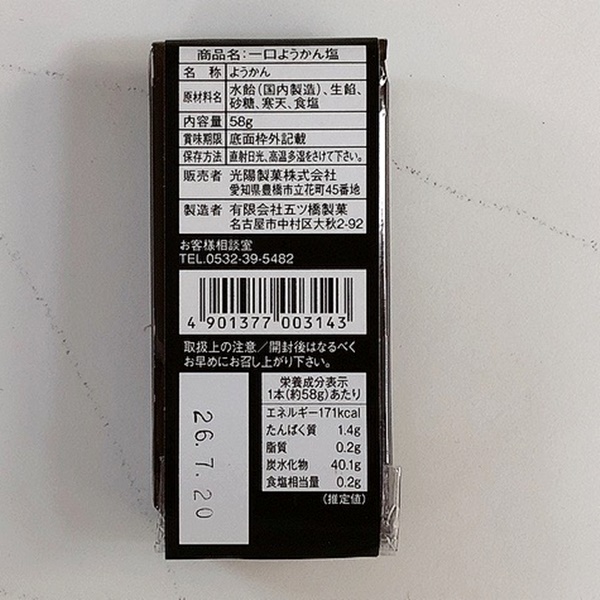 商品名:一口ようかん塩
名 称 ようかん
原材料名 水飴(国内製造)、生餡、
砂糖、寒天、食塩
内容量 58g
賞味期限 底面枠外記載
保存方法 直射日光、高温多湿をさけて下さい。
販売者 光陽製菓株式会社
愛知県豊橋市立花町45番地
製造者 有限会社五ツ橋製菓
名古屋市中村区大秋2-92
お客様相談室
TEL.0532-39-5482
4 901377 003143
取扱上の注意/開封後はなるべく
お早めにお召し上がり下さい。
栄養成分表示
1本(約58g)あたり
エネルギー171kcal
たんぱく質 1.4g
脂質 0.2g
炭水化物 40.1g
食塩相当量 0.2g
(推定値)
26.7.20